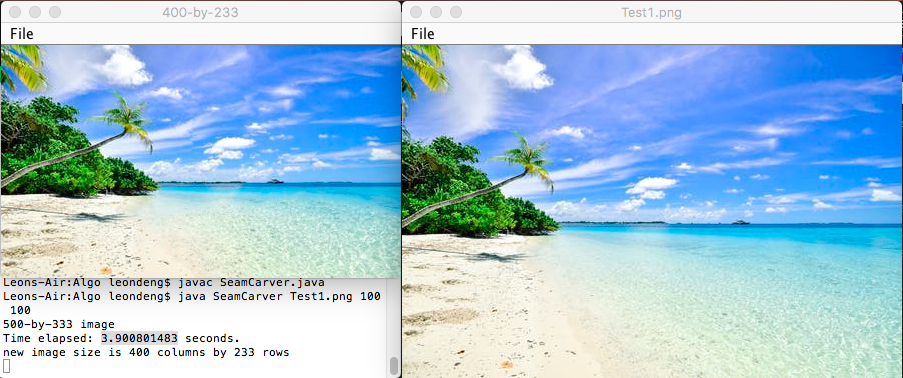 400-by-233
File
Test1.png
File
Leons-Air:Algo leondeng$ javac SeamCarver.java
Leons-Air:Algo leondeng$ java SeamCarver Test1.png 100
100
500-by-333 image
Time elapsed: 3.900801483 seconds.
new image size is 400 columns by 233 rows